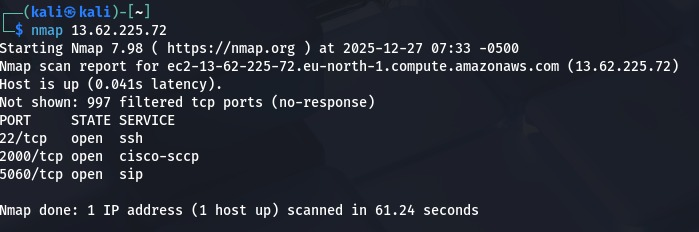 ┌──(kali㉿kali)-[~]
└─$ nmap 13.62.225.72
Starting Nmap 7.98 ( https://nmap.org ) at 2025-12-27 07:33 -0500
Nmap scan report for ec2-13-62-225-72.eu-north-1.compute.amazonaws.com (13.62.225.72)
Host is up (0.041s latency).
Not shown: 997 filtered tcp ports (no-response)
PORT     STATE SERVICE
22/tcp   open  ssh
2000/tcp open  cisco-sccp
5060/tcp open  sip
Nmap done: 1 IP address (1 host up) scanned in 61.24 seconds